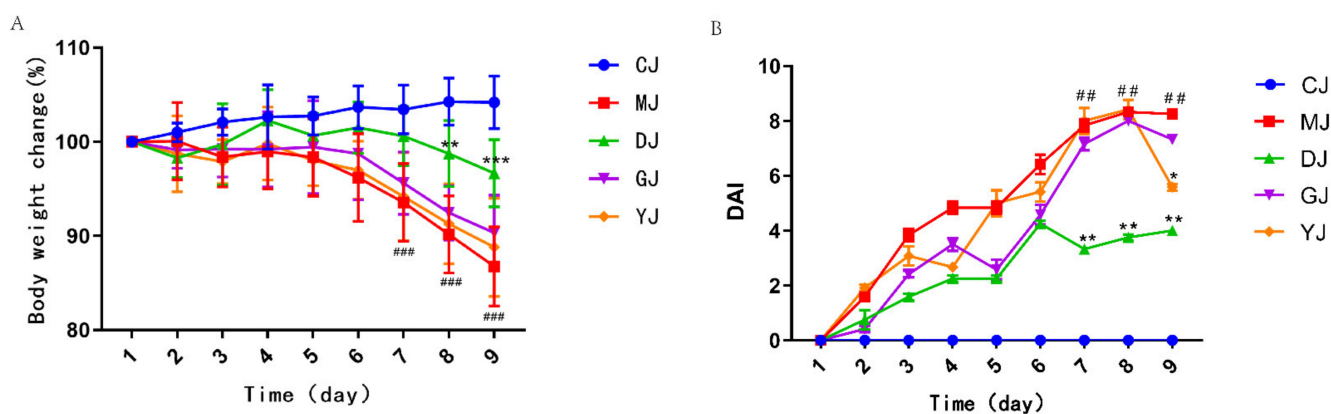 A
Body weight change(%)
110
100
90
80
**
***
###
###
###
1 2 3 4 5 6 7 8 9
Time (day)
CJ
MJ
DJ
GJ
YJ
B
DAI
10
8
6
4
2
0
##
##
##
*
**
**
**
1 2 3 4 5 6 7 8 9
Time (day)
CJ
MJ
DJ
GJ
YJ